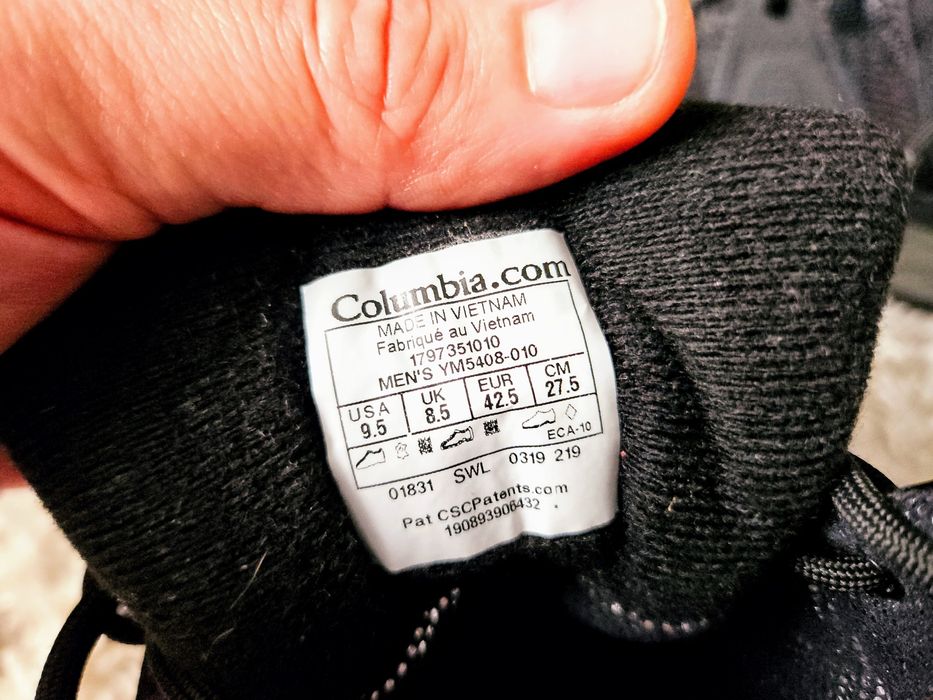 Columbia.com
MADE IN VIETNAM
Fabriqué au Vietnam
1797351010
MEN'S YM5408-010
USA UK EUR CM
9.5 8.5 42.5 27.5
ECA-10
01831 SWL 0319 219
Pat CSCPatents.com
190893906432